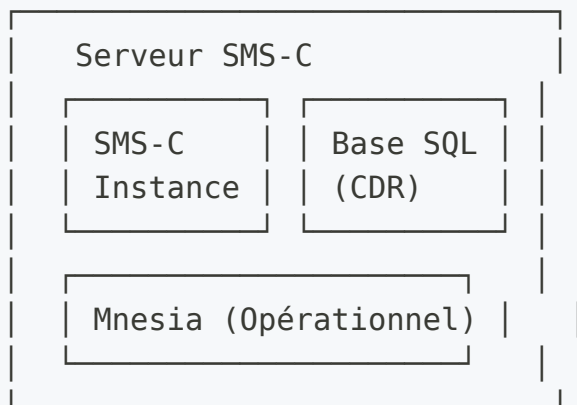 Serveur SMS-C
SMS-C Base SQL
Instance (CDR)
Mnesia (Opérationnel)